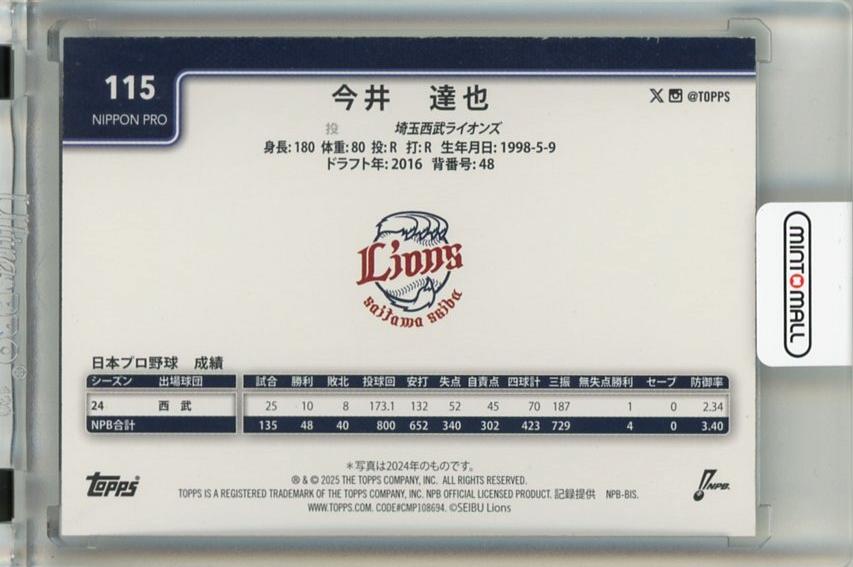 115
NIPPON PRO
今井　達也
@TOPPS
投　埼玉西武ライオンズ
身長: 180 体重: 80 投: R 打: R 生年月日: 1998-5-9
ドラフト年: 2016 背番号: 48
Lions
saitama seibu
MINT MALL
日本プロ野球　成績
シーズン 出場球団 試合 勝利 敗北 投球回 安打 失点 自責点 四球計 三振 無失点勝利 セーブ 防御率
24 西 武 25 10 8 173.1 132 52 45 70 187 1 0 2.34
NPB合計 135 48 40 800 652 340 302 423 729 4 0 3.40
＊写真は2024年のものです。
® & © 2025 THE TOPPS COMPANY, INC. ALL RIGHTS RESERVED.
TOPPS IS A REGISTERED TRADEMARK OF THE TOPPS COMPANY, INC. NPB OFFICIAL LICENSED PRODUCT. 記録提供 NPB-BIS.
WWW.TOPPS.COM. CODE#CMP108694. ©SEIBU Lions
Topps
NPB